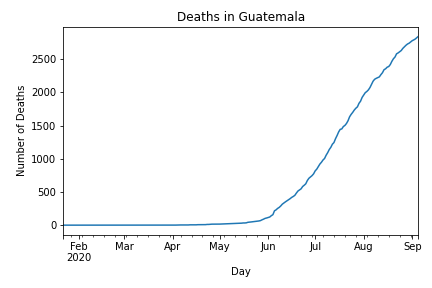 Deaths in Guatemala
Number of Deaths
2500
2000
1500
1000
500
0
Feb Mar Apr May Jun Jul Aug Sep
2020
Day